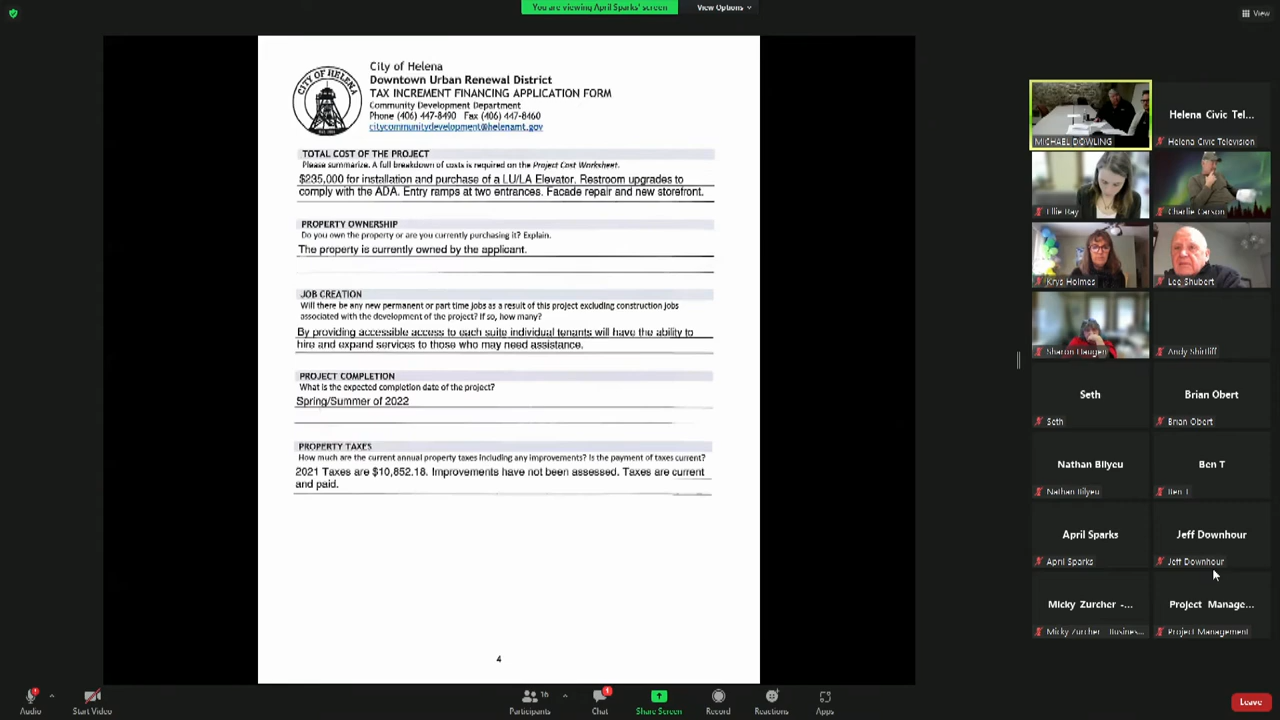 You are viewing April Sparks' screen
View Options
View
CITY OF HELENA
City of Helena
Downtown Urban Renewal District
TAX INCREMENT FINANCING APPLICATION FORM
Community Development Department
Phone (406) 447-8490 Fax (406) 447-8460
citycommunitydevelopment@helenamt.gov
TOTAL COST OF THE PROJECT
Please summarize. A full breakdown of costs is required on the Project Cost Worksheet.
$235,000 for installation and purchase of a LU/LA Elevator. Restroom upgrades to
comply with the ADA. Entry ramps at two entrances. Facade repair and new storefront.
PROPERTY OWNERSHIP
Do you own the property or are you currently purchasing it? Explain.
The property is currently owned by the applicant.
JOB CREATION
Will there be any new permanent or part time jobs as a result of this project excluding construction jobs
associated with the development of the project? If so, how many?
By providing accessible access to each suite individual tenants will have the ability to
hire and expand services to those who may need assistance.
PROJECT COMPLETION
What is the expected completion date of the project?
Spring/Summer of 2022
PROPERTY TAXES
How much are the current annual property taxes including any improvements? Is the payment of taxes current?
2021 Taxes are $10,852.18. Improvements have not been assessed. Taxes are current
and paid.
4
MICHAEL DOWLING
Helena Civic Tel...
Helena Civic Television
Ellie Ray
Charlie Carson
Krys Holmes
Lee Shubert
Sharon Haugen
Andy Shirtliff
Seth
Seth
Brian Obert
Brian Obert
Nathan Bilyeu
Nathan Bilyeu
Ben T
Ben T
April Sparks
April Sparks
Jeff Downhour
Jeff Downhour
Micky Zurcher -...
Micky Zurcher - Busines...
Project Manage...
Project Management
Audio
Start Video
16
Participants
1
Chat
Share Screen
Record
Reactions
Apps
Leave